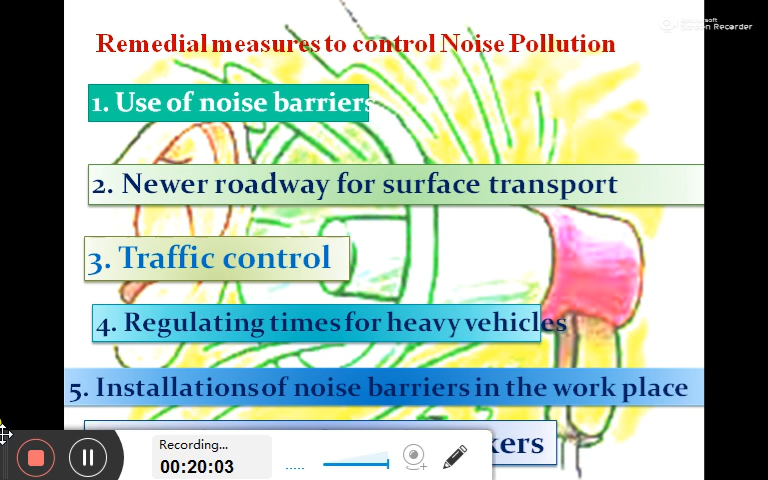 Remedial measures to control Noise Pollution
Screen Recorder
1. Use of noise barriers
2. Newer roadway for surface transport
3. Traffic control
4. Regulating times for heavy vehicles
5. Installations of noise barriers in the work place
Recording...
00:20:03